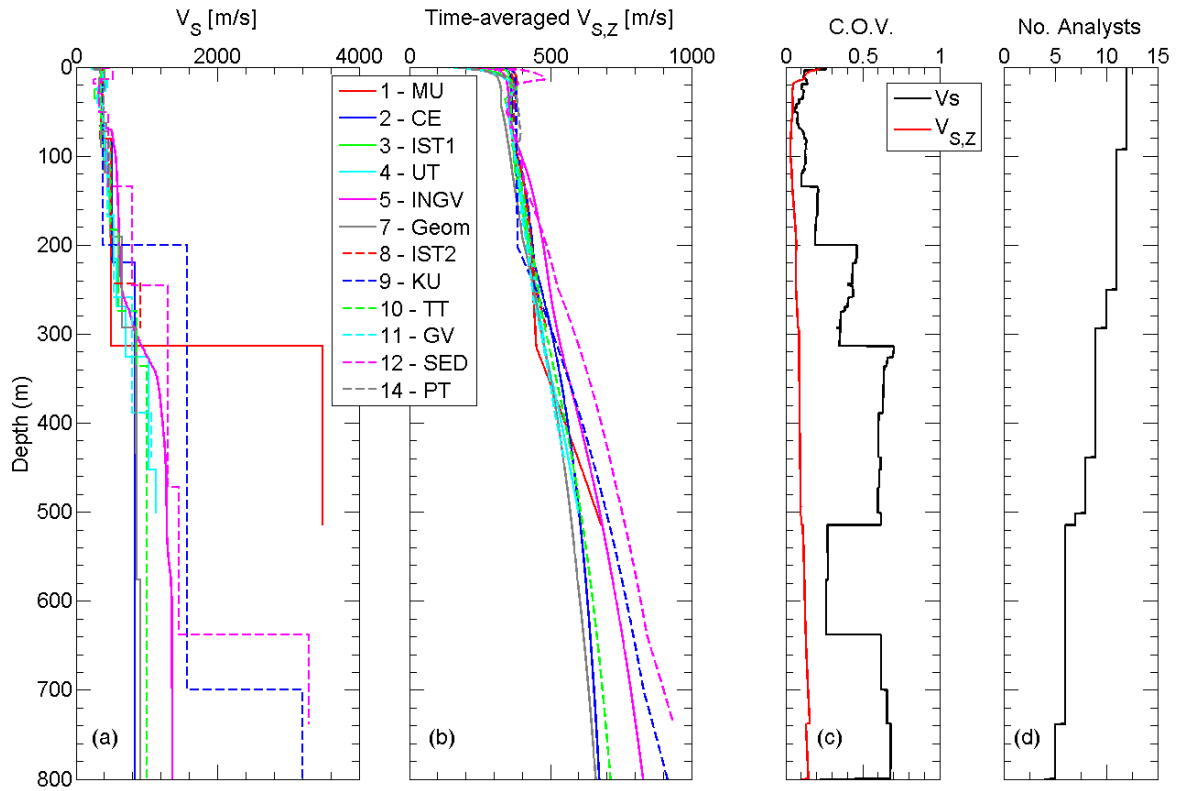 V_S [m/s]
Time-averaged V_S,Z [m/s]
C.O.V.
No. Analysts
0 2000 4000
0 500 1000
0 0.5 1
0 5 10 15
0
100
200
300
400
500
600
700
800
Depth (m)
1 - MU
2 - CE
3 - IST1
4 - UT
5 - INGV
7 - Geom
8 - IST2
9 - KU
10 - TT
11 - GV
12 - SED
14 - PT
Vs
V_S,Z
(a)
(b)
(c)
(d)